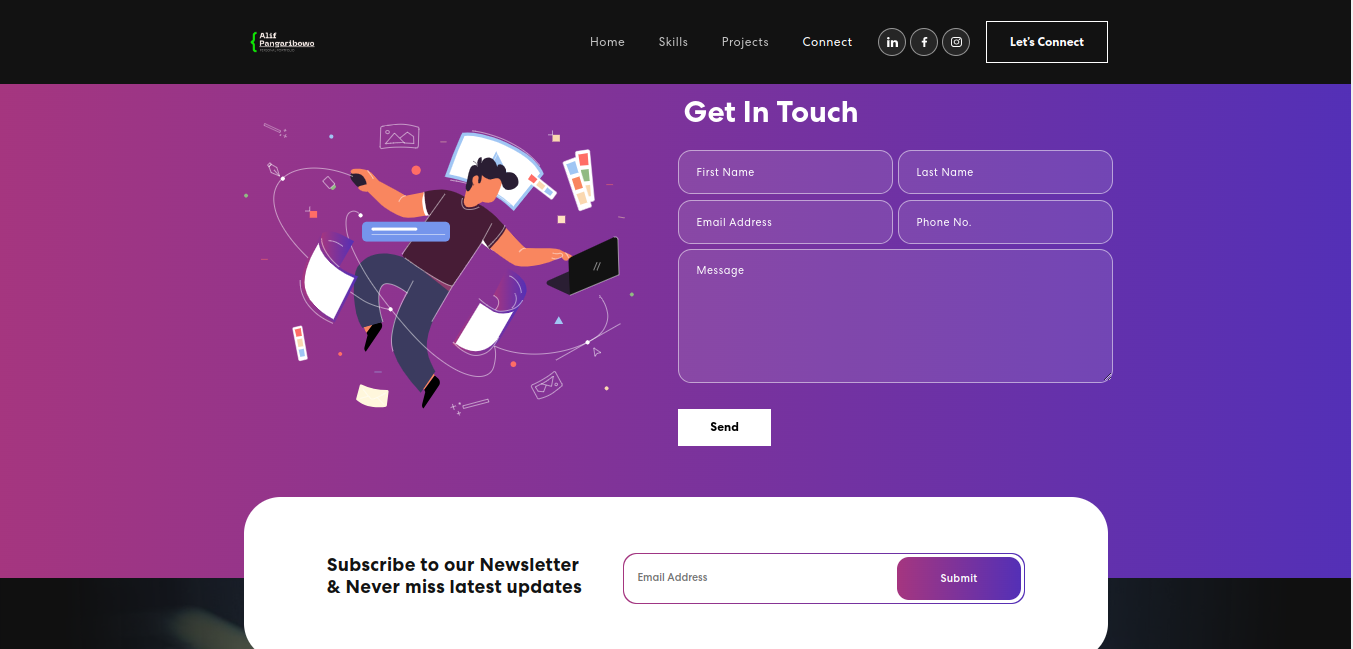 Alif
Pangaribowo
Home
Skills
Projects
Connect
Let's Connect
Get In Touch
First Name
Last Name
Email Address
Phone No.
Message
Send
Subscribe to our Newsletter
& Never miss latest updates
Email Address
Submit